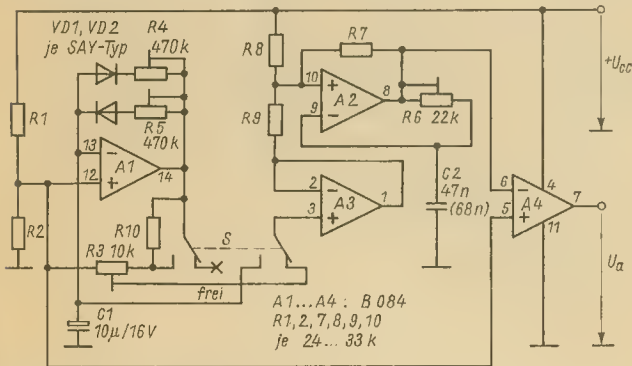 VD1, VD2
je SAY-Typ
R4
470k
R8
R7
+Ucc
10
+
A2
8
9
−
R6
22k
R1
R5
470k
R9
13
−
A1
14
12
+
C2
47n
(68n)
6
−
4
7
5
+
A4
11
2
−
A3
1
3
+
R2
R10
R3 10k
S
frei
Ua
C1
10µ/16V
A1...A4: B084
R1,2,7,8,9,10
je 24...33k